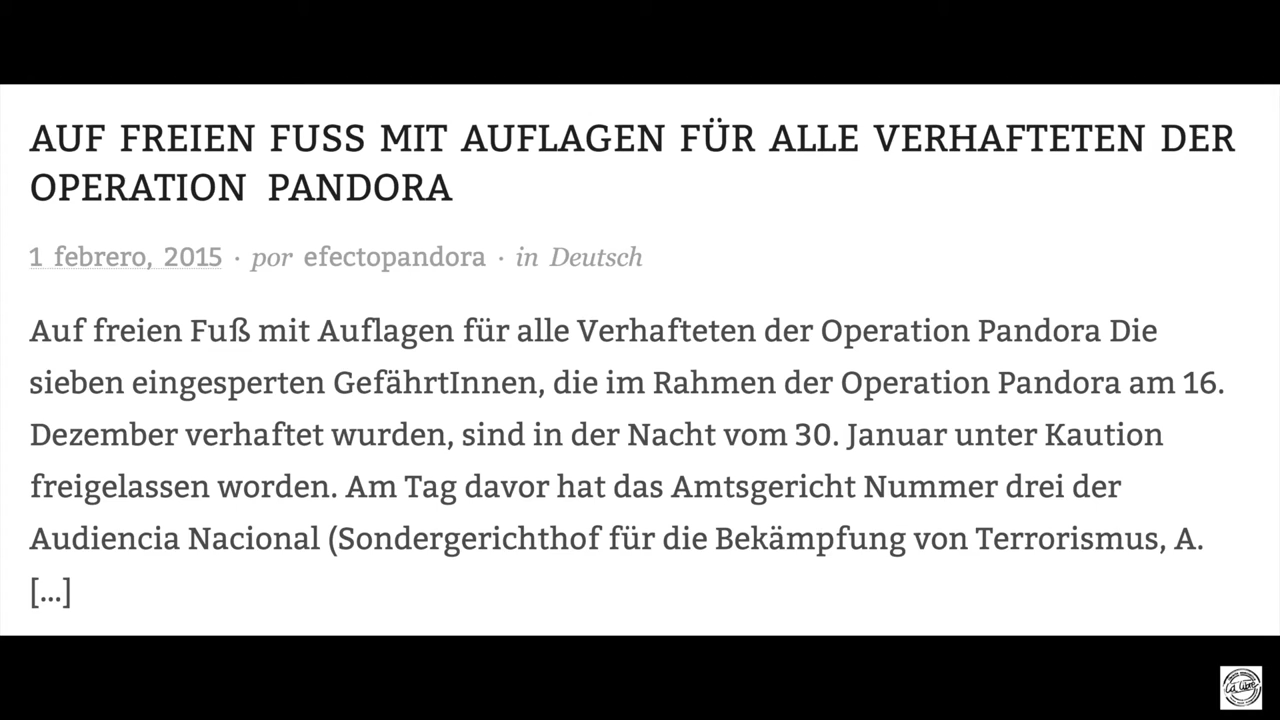 AUF FREIEN FUSS MIT AUFLAGEN FÜR ALLE VERHAFTETEN DER
OPERATION PANDORA
1 febrero, 2015 · por efectopandora · in Deutsch
Auf freien Fuß mit Auflagen für alle Verhafteten der Operation Pandora Die
sieben eingesperten GefährtInnen, die im Rahmen der Operation Pandora am 16.
Dezember verhaftet wurden, sind in der Nacht vom 30. Januar unter Kaution
freigelassen worden. Am Tag davor hat das Amtsgericht Nummer drei der
Audiencia Nacional (Sondergerichthof für die Bekämpfung von Terrorismus, A.
[...]